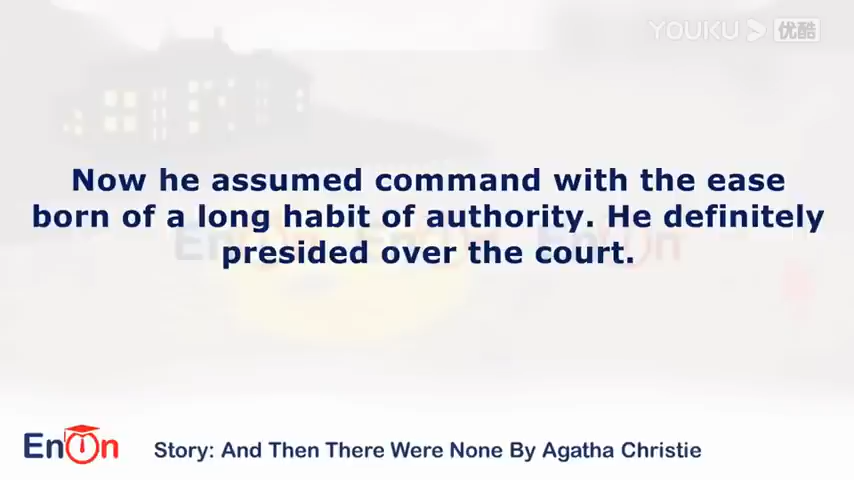 YOUKU 优酷
Now he assumed command with the ease
born of a long habit of authority. He definitely
presided over the court.
EnOn
Story: And Then There Were None By Agatha Christie